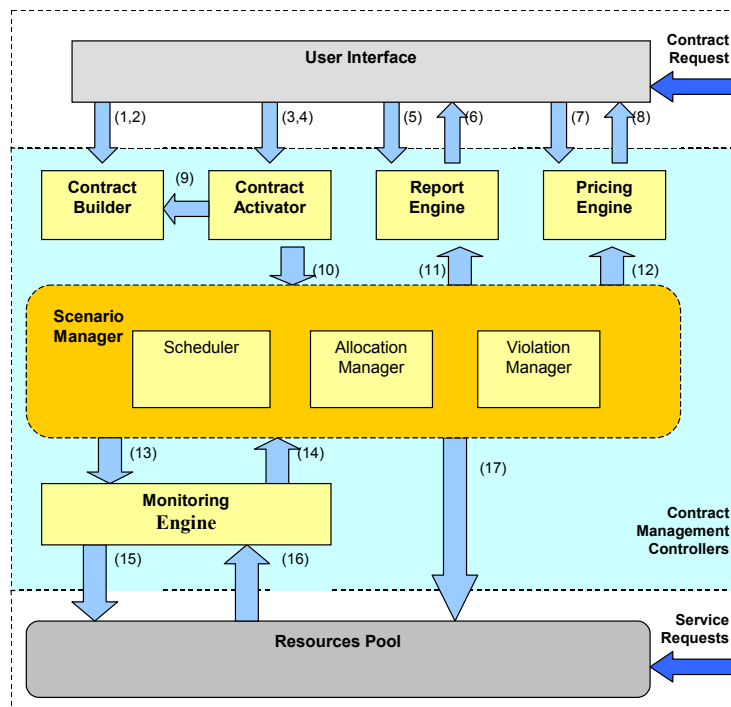 User Interface
Contract
Request
(1,2)
(3,4)
(5)
(6)
(7)
(8)
Contract
Builder
(9)
Contract
Activator
Report
Engine
Pricing
Engine
(10)
(11)
(12)
Scenario
Manager
Scheduler
Allocation
Manager
Violation
Manager
(13)
(14)
(17)
Monitoring
Engine
Contract
Management
Controllers
(15)
(16)
Resources Pool
Service
Requests